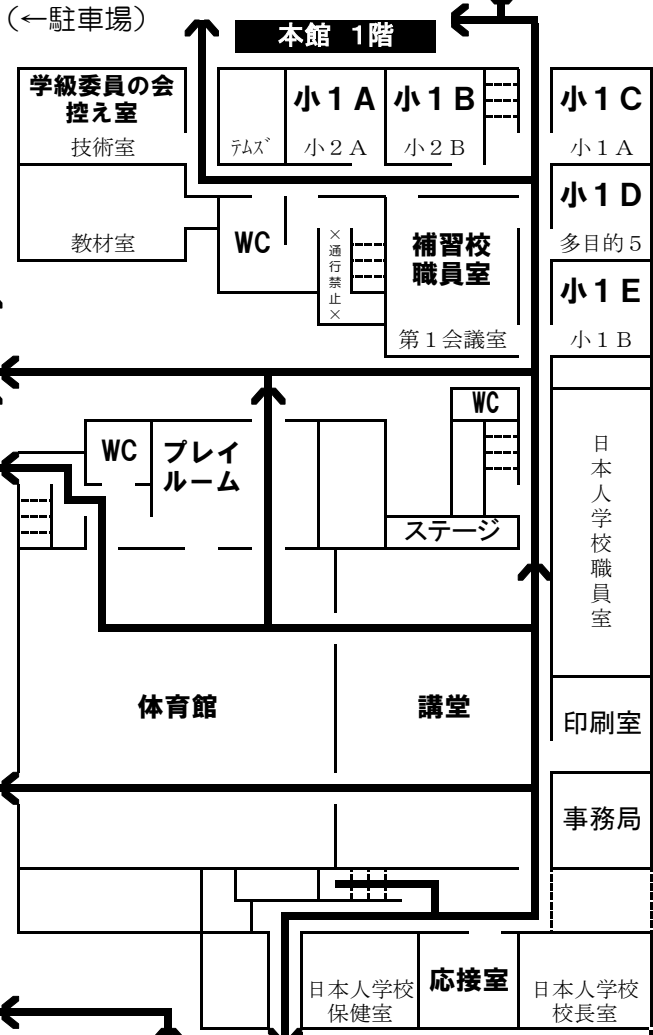 (←駐車場)
本館 1階
学級委員の会
控え室
技術室
テムズ
小1A
小2A
小1B
小2B
小1C
小1A
小1D
多目的5
小1E
小1B
教材室
WC
×通行禁止×
補習校
職員室
第1会議室
WC
WC
プレイ
ルーム
ステージ
日本人学校職員室
体育館
講堂
印刷室
事務局
日本人学校
保健室
応接室
日本人学校
校長室